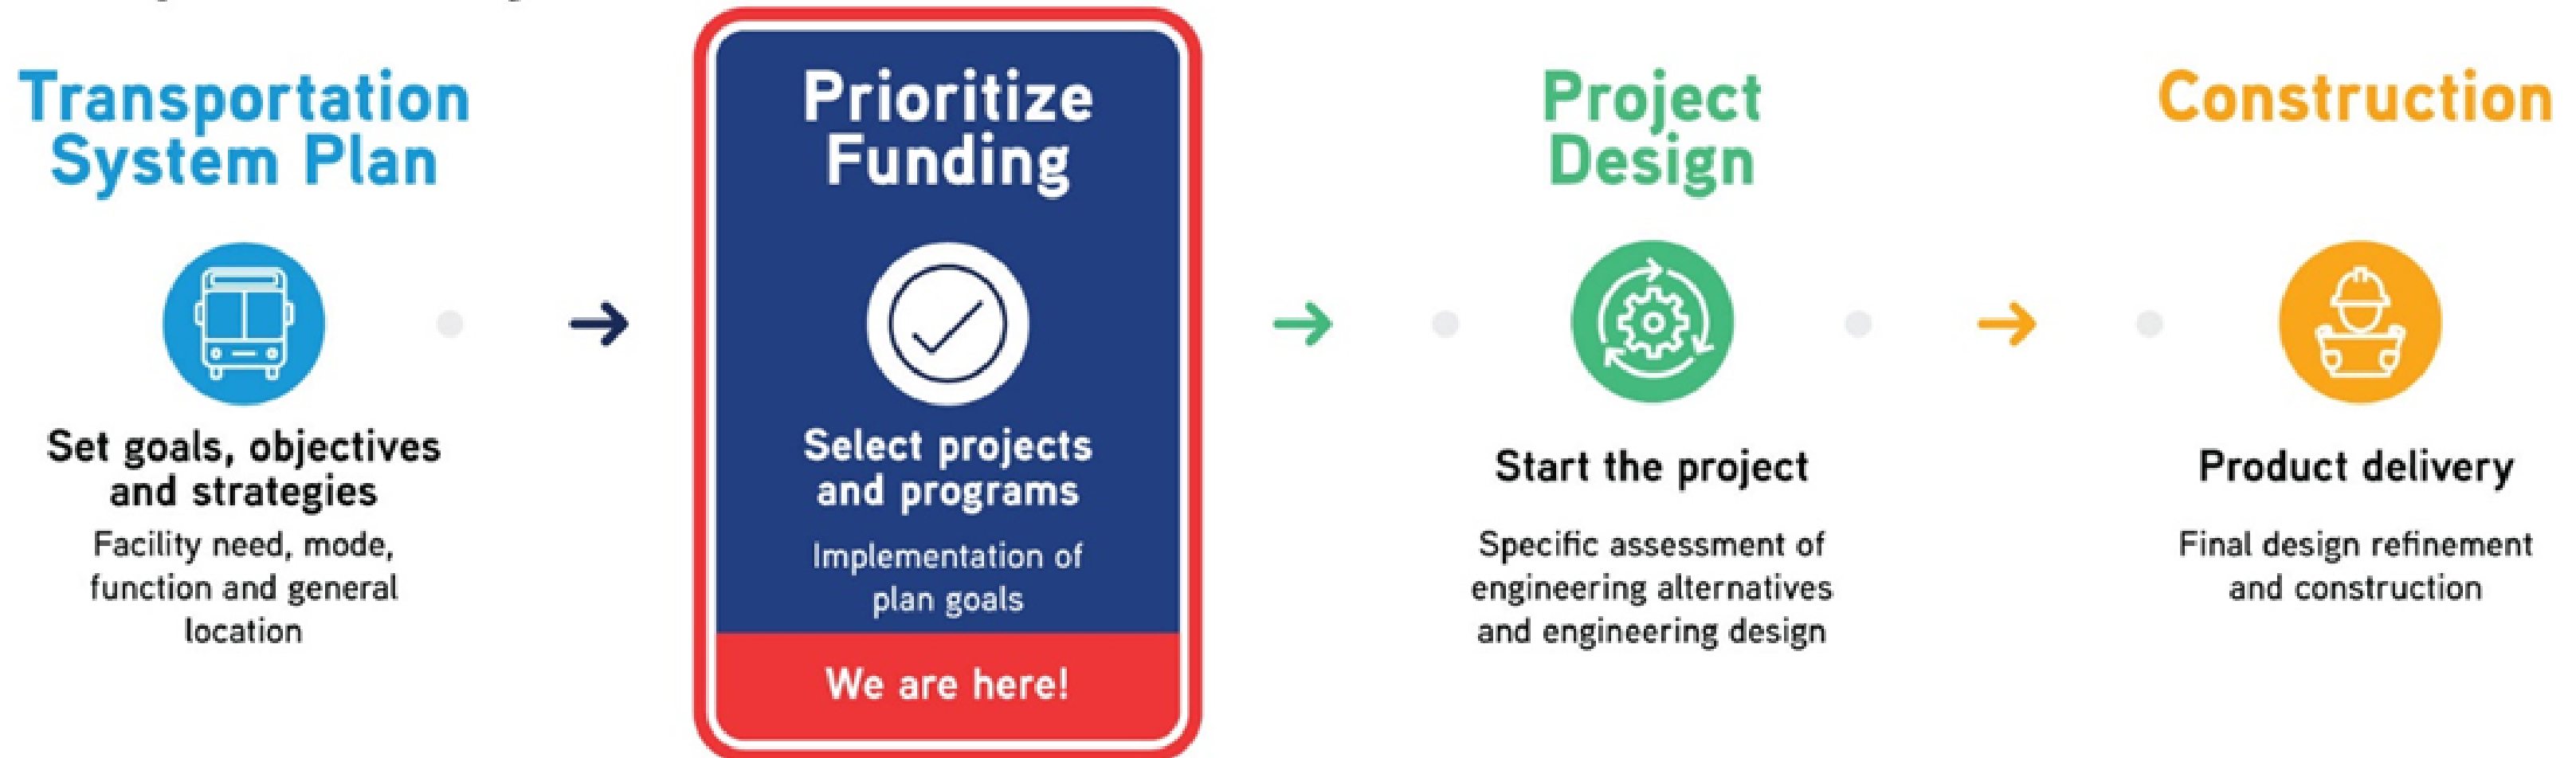 Transportation
System Plan
Set goals, objectives
and strategies
Facility need, mode,
function and general
location
Prioritize
Funding
Select projects
and programs
Implementation of
plan goals
We are here!
Project
Design
Start the project
Specific assessment of
engineering alternatives
and engineering design
Construction
Product delivery
Final design refinement
and construction